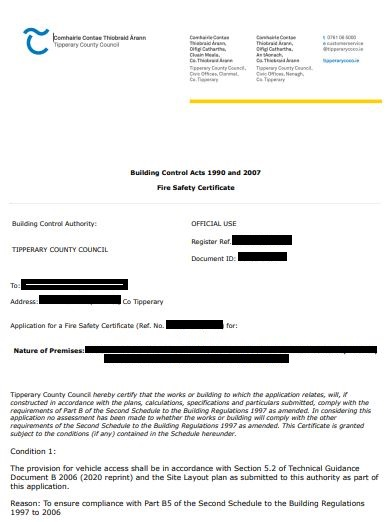 Comhairle Contae Thiobraid Árann
Tipperary County Council
Comhairle Contae
Thiobraid Árann,
Oifigí Cathartha,
Cluain Meala,
Co. Thiobraid Árann
Tipperary County Council,
Civic Offices, Clonmel,
Co. Tipperary
Comhairle Contae
Thiobraid Árann,
Oifigí Cathartha,
An tAonach,
Co. Thiobraid Árann
Tipperary County Council,
Civic Offices, Nenagh,
Co. Tipperary
t 0761 06 5000
e customerservice
@tipperarycoco.ie
tipperarycoco.ie
Building Control Acts 1990 and 2007
Fire Safety Certificate
Building Control Authority:
TIPPERARY COUNTY COUNCIL
OFFICIAL USE
Register Ref.
Document ID:
To:
Address: Co Tipperary
Application for a Fire Safety Certificate (Ref. No. ) for:
Nature of Premises:
Tipperary County Council hereby certify that the works or building to which the application relates, will, if
constructed in accordance with the plans, calculations, specifications and particulars submitted, comply with the
requirements of Part B of the Second Schedule to the Building Regulations 1997 as amended. In considering this
application no assessment has been made to whether the works or building will comply with the other
requirements of the Second Schedule to the Building Regulations 1997 as amended. This Certificate is granted
subject to the conditions (if any) contained in the Schedule hereunder.
Condition 1:
The provision for vehicle access shall be in accordance with Section 5.2 of Technical Guidance
Document B 2006 (2020 reprint) and the Site Layout plan as submitted to this authority as part of
this application.
Reason: To ensure compliance with Part B5 of the Second Schedule to the Building Regulations
1997 to 2006